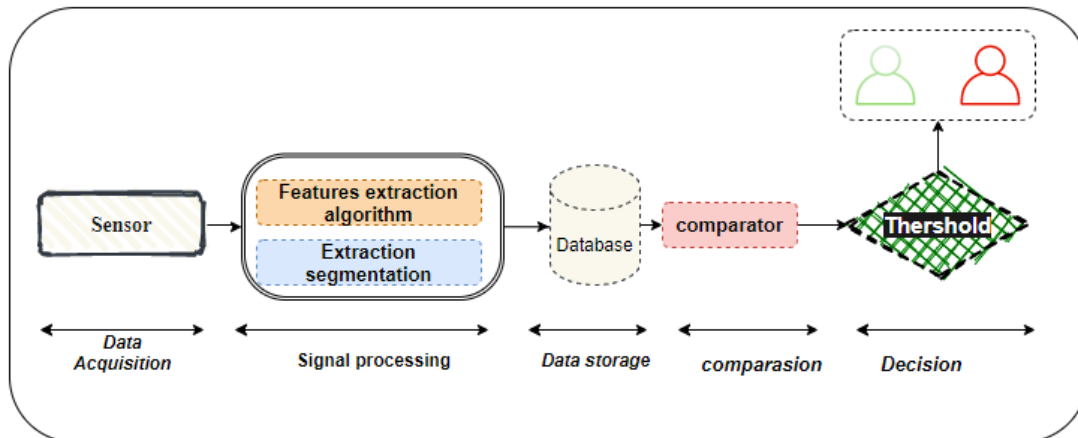 Sensor
Features extraction
algorithm
Extraction
segmentation
Database
comparator
Thershold
Data
Acquisition
Signal processing
Data storage
comparasion
Decision